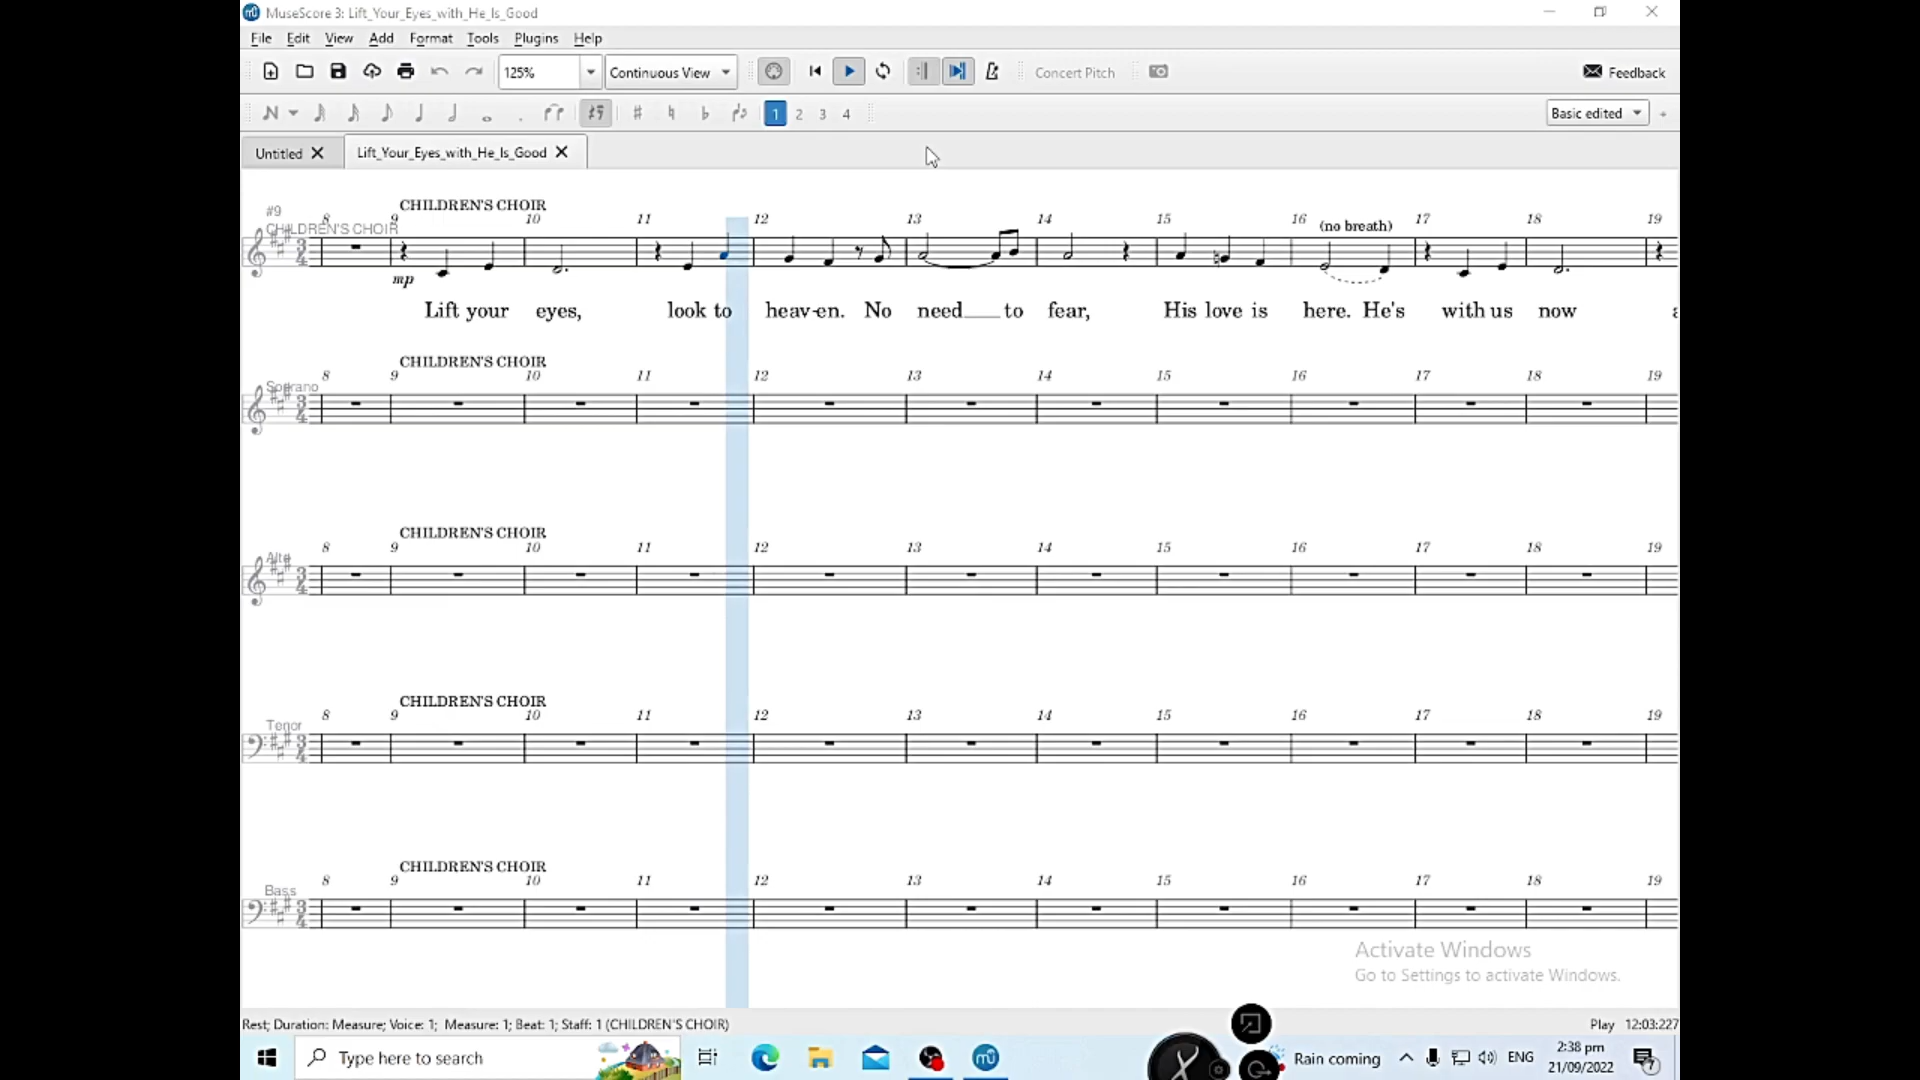 MuseScore 3: Lift_Your_Eyes_with_He_Is_Good
File Edit View Add Format Tools Plugins Help
125% Continuous View Concert Pitch Feedback
1 2 3 4 Basic edited
Untitled Lift_Your_Eyes_with_He_Is_Good
#9 CHILDREN'S CHOIR
8 9 10 11 12 13 14 15 16 (no breath) 17 18 19
CHILDREN'S CHOIR
mp
Lift your eyes, look to heav-en. No need to fear, His love is here. He's with us now
CHILDREN'S CHOIR
8 9 10 11 12 13 14 15 16 17 18 19
Soprano
CHILDREN'S CHOIR
8 9 10 11 12 13 14 15 16 17 18 19
Alto
CHILDREN'S CHOIR
8 9 10 11 12 13 14 15 16 17 18 19
Tenor
CHILDREN'S CHOIR
8 9 10 11 12 13 14 15 16 17 18 19
Bass
Activate Windows
Go to Settings to activate Windows.
Rest; Duration: Measure; Voice: 1; Measure: 1; Beat: 1; Staff: 1 (CHILDREN'S CHOIR) Play 12:03:227
Type here to search Rain coming ENG 2:38 pm
21/09/2022 7